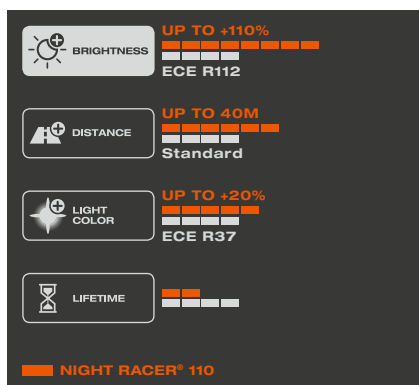 UP TO +110%
BRIGHTNESS
ECE R112
UP TO 40M
DISTANCE
Standard
UP TO +20%
LIGHT
COLOR
ECE R37
LIFETIME
NIGHT RACER® 110